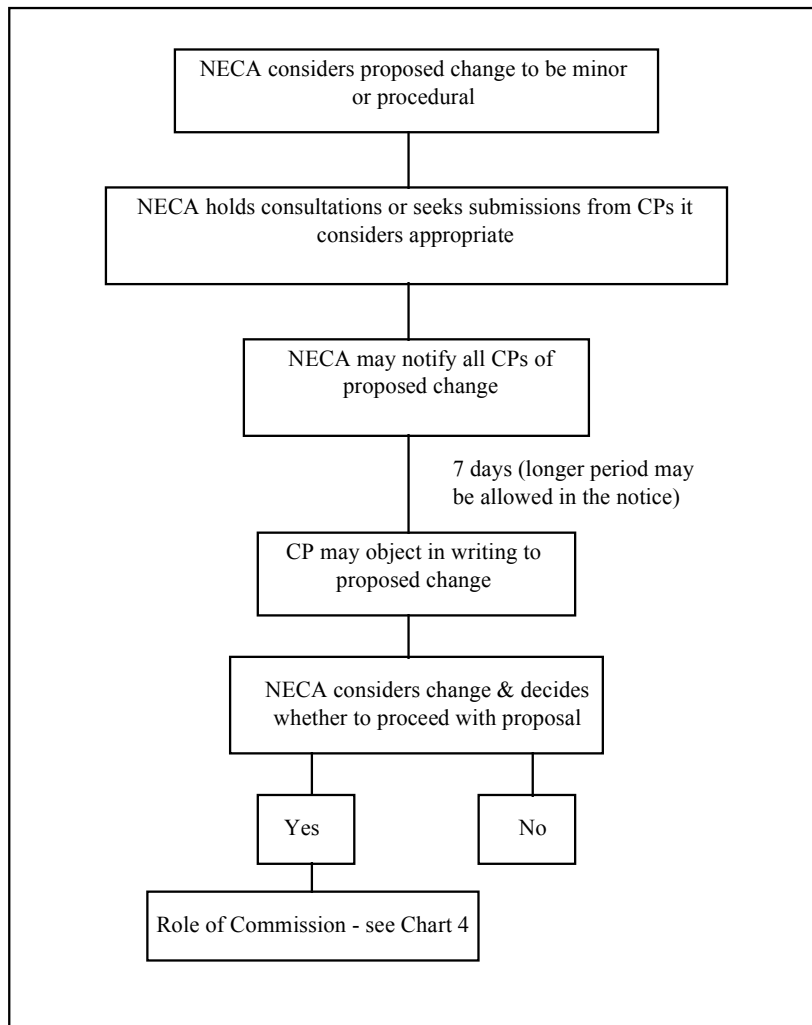 NECA considers proposed change to be minor
or procedural
NECA holds consultations or seeks submissions from CPs it
considers appropriate
NECA may notify all CPs of
proposed change
7 days (longer period may
be allowed in the notice)
CP may object in writing to
proposed change
NECA considers change & decides
whether to proceed with proposal
Yes
No
Role of Commission - see Chart 4